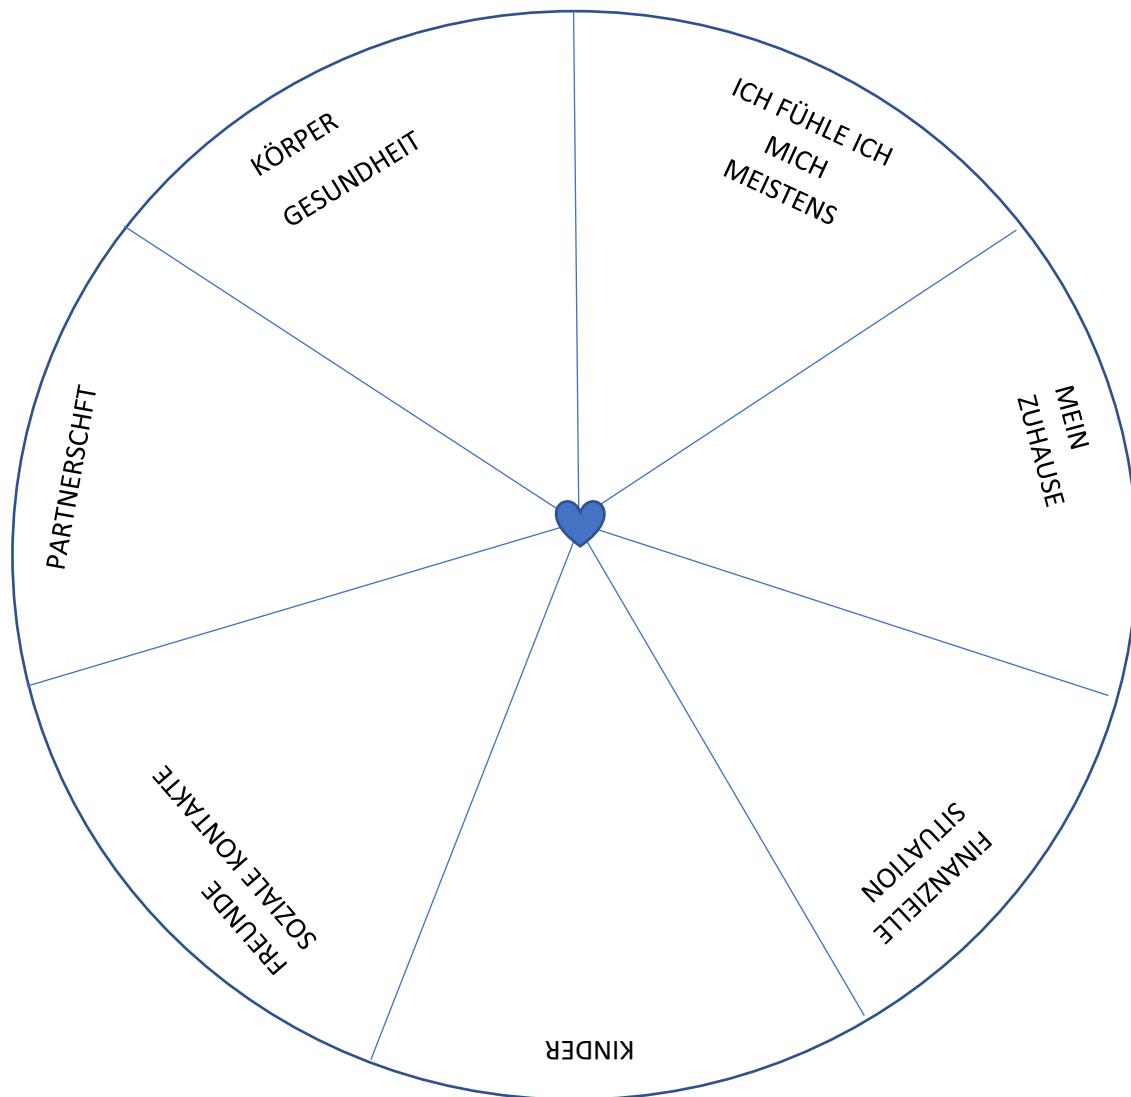 KÖRPER
GESUNDHEIT
ICH FÜHLE ICH
MICH
MEISTENS
MEIN
ZUHAUSE
FINANZIELLE
SITUATION
KINDER
FREUNDE
SOZIALE KONTAKTE
PARTNERSCHFT